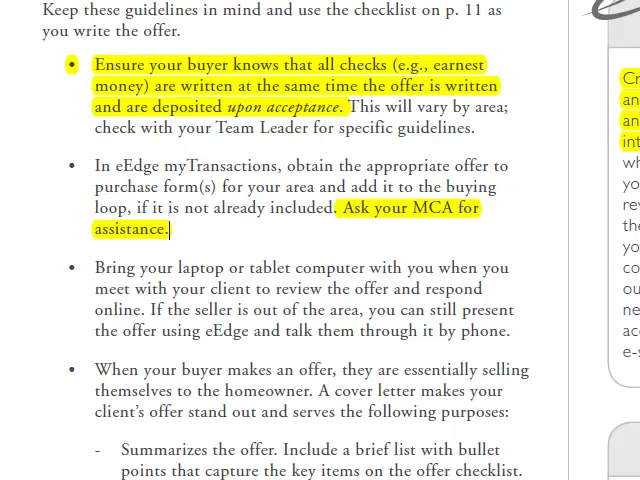 Keep these guidelines in mind and use the checklist on p. 11 as
you write the offer.
• Ensure your buyer knows that all checks (e.g., earnest
money) are written at the same time the offer is written
and are deposited upon acceptance. This will vary by area;
check with your Team Leader for specific guidelines.
• In eEdge myTransactions, obtain the appropriate offer to
purchase form(s) for your area and add it to the buying
loop, if it is not already included. Ask your MCA for
assistance.
• Bring your laptop or tablet computer with you when you
meet with your client to review the offer and respond
online. If the seller is out of the area, you can still present
the offer using eEdge and talk them through it by phone.
• When your buyer makes an offer, they are essentially selling
themselves to the homeowner. A cover letter makes your
client’s offer stand out and serves the following purposes:
- Summarizes the offer. Include a brief list with bullet
points that capture the key items on the offer checklist.